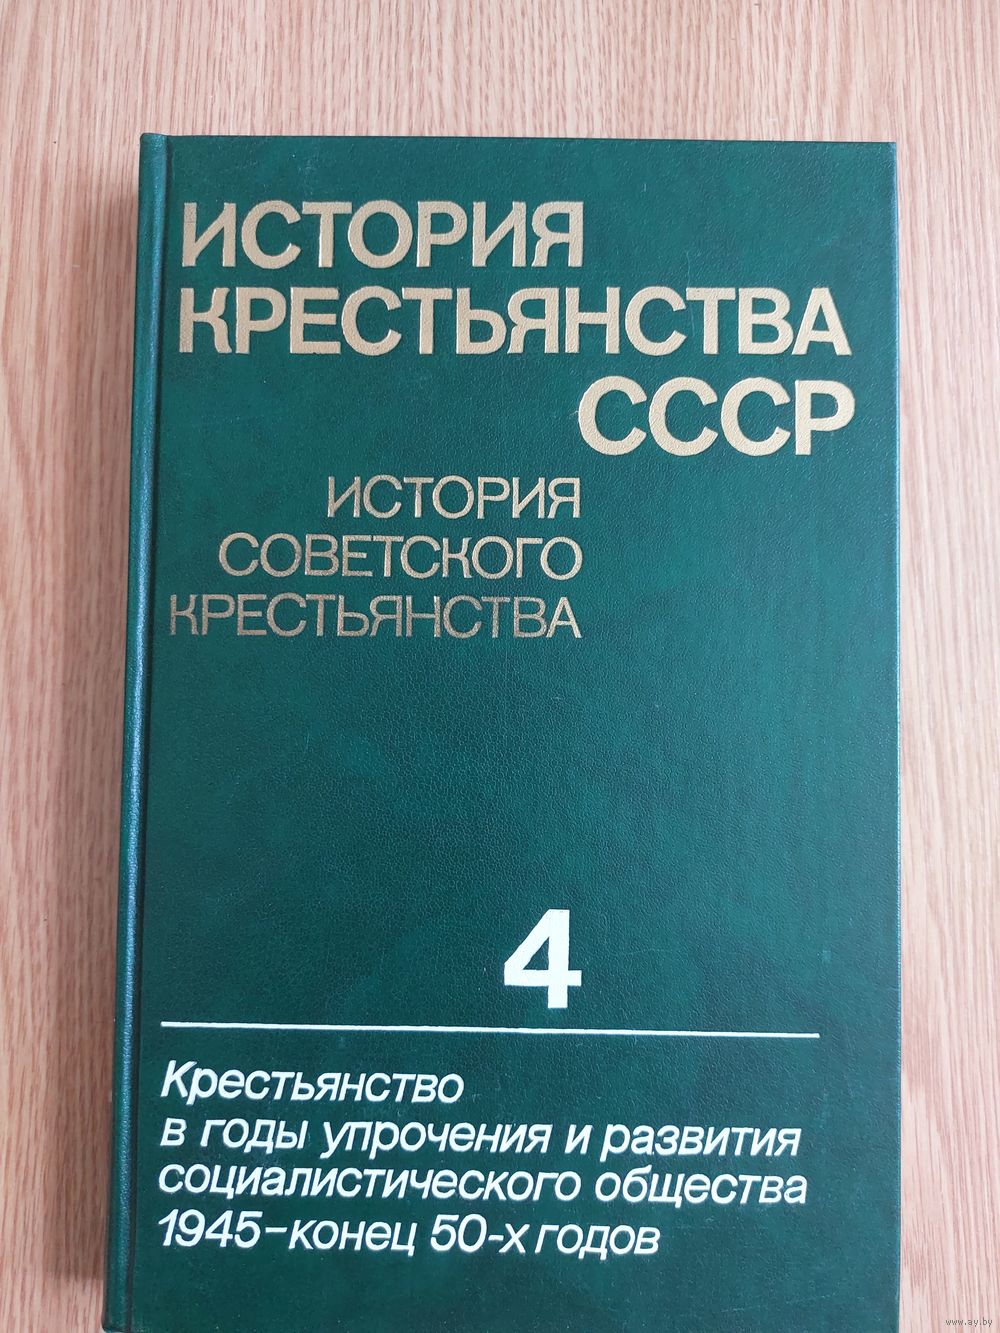 ИСТОРИЯ
КРЕСТЬЯНСТВА
СССР
ИСТОРИЯ
СОВЕТСКОГО
КРЕСТЬЯНСТВА
4
Крестьянство
в годы упрочения и развития
социалистического общества
1945–конец 50-х годов
www.ay.by